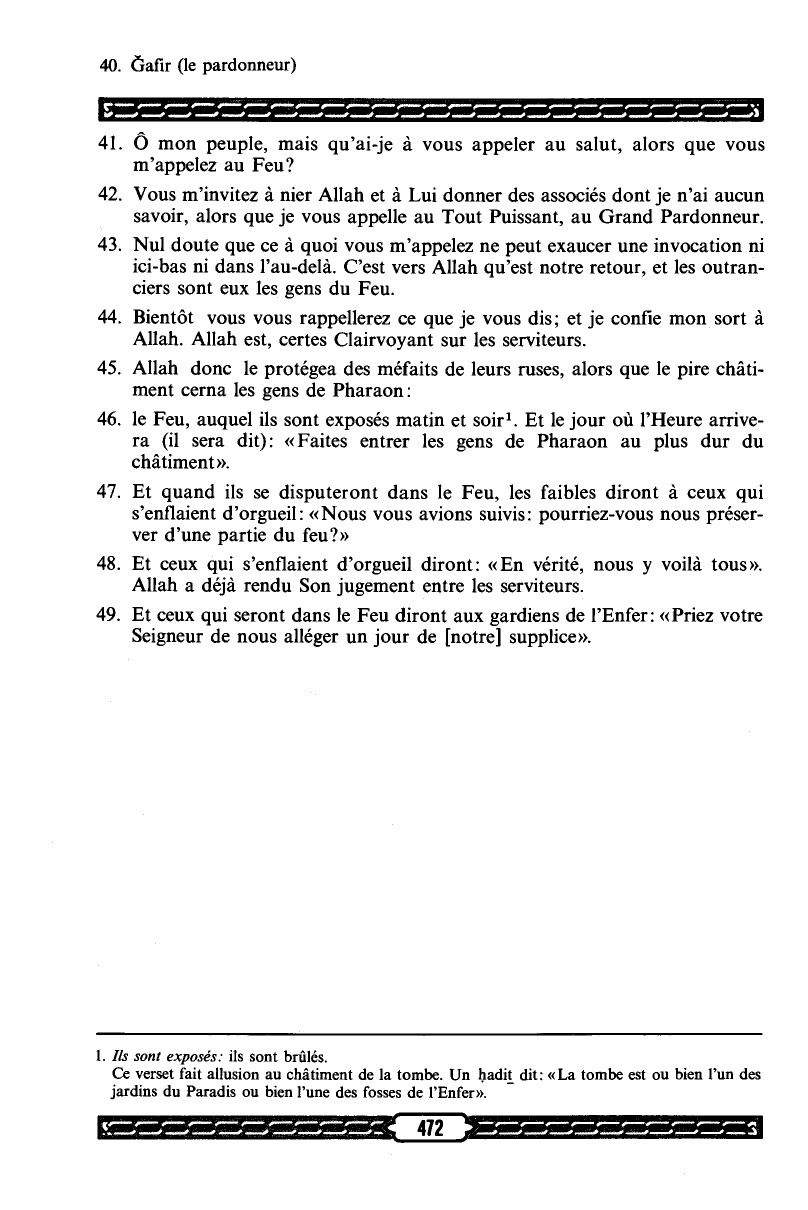 40. Ğafir (le pardonneur)
41. Ô mon peuple, mais qu’ai-je à vous appeler au salut, alors que vous
m’appelez au Feu?
42. Vous m’invitez à nier Allah et à Lui donner des associés dont je n’ai aucun
savoir, alors que je vous appelle au Tout Puissant, au Grand Pardonneur.
43. Nul doute que ce à quoi vous m’appelez ne peut exaucer une invocation ni
ici-bas ni dans l’au-delà. C’est vers Allah qu’est notre retour, et les outran-
ciers sont eux les gens du Feu.
44. Bientôt vous vous rappellerez ce que je vous dis; et je confie mon sort à
Allah. Allah est, certes Clairvoyant sur les serviteurs.
45. Allah donc le protégea des méfaits de leurs ruses, alors que le pire châti-
ment cerna les gens de Pharaon:
46. le Feu, auquel ils sont exposés matin et soir¹. Et le jour où l’Heure arrive-
ra (il sera dit): «Faites entrer les gens de Pharaon au plus dur du
châtiment».
47. Et quand ils se disputeront dans le Feu, les faibles diront à ceux qui
s’enflaient d’orgueil: «Nous vous avions suivis: pourriez-vous nous préser-
ver d’une partie du feu?»
48. Et ceux qui s’enflaient d’orgueil diront: «En vérité, nous y voilà tous».
Allah a déjà rendu Son jugement entre les serviteurs.
49. Et ceux qui seront dans le Feu diront aux gardiens de l’Enfer: «Priez votre
Seigneur de nous alléger un jour de [notre] supplice».
1. Ils sont exposés: ils sont brûlés.
Ce verset fait allusion au châtiment de la tombe. Un ḥadiṯ dit: «La tombe est ou bien l’un des
jardins du Paradis ou bien l’une des fosses de l’Enfer».
472